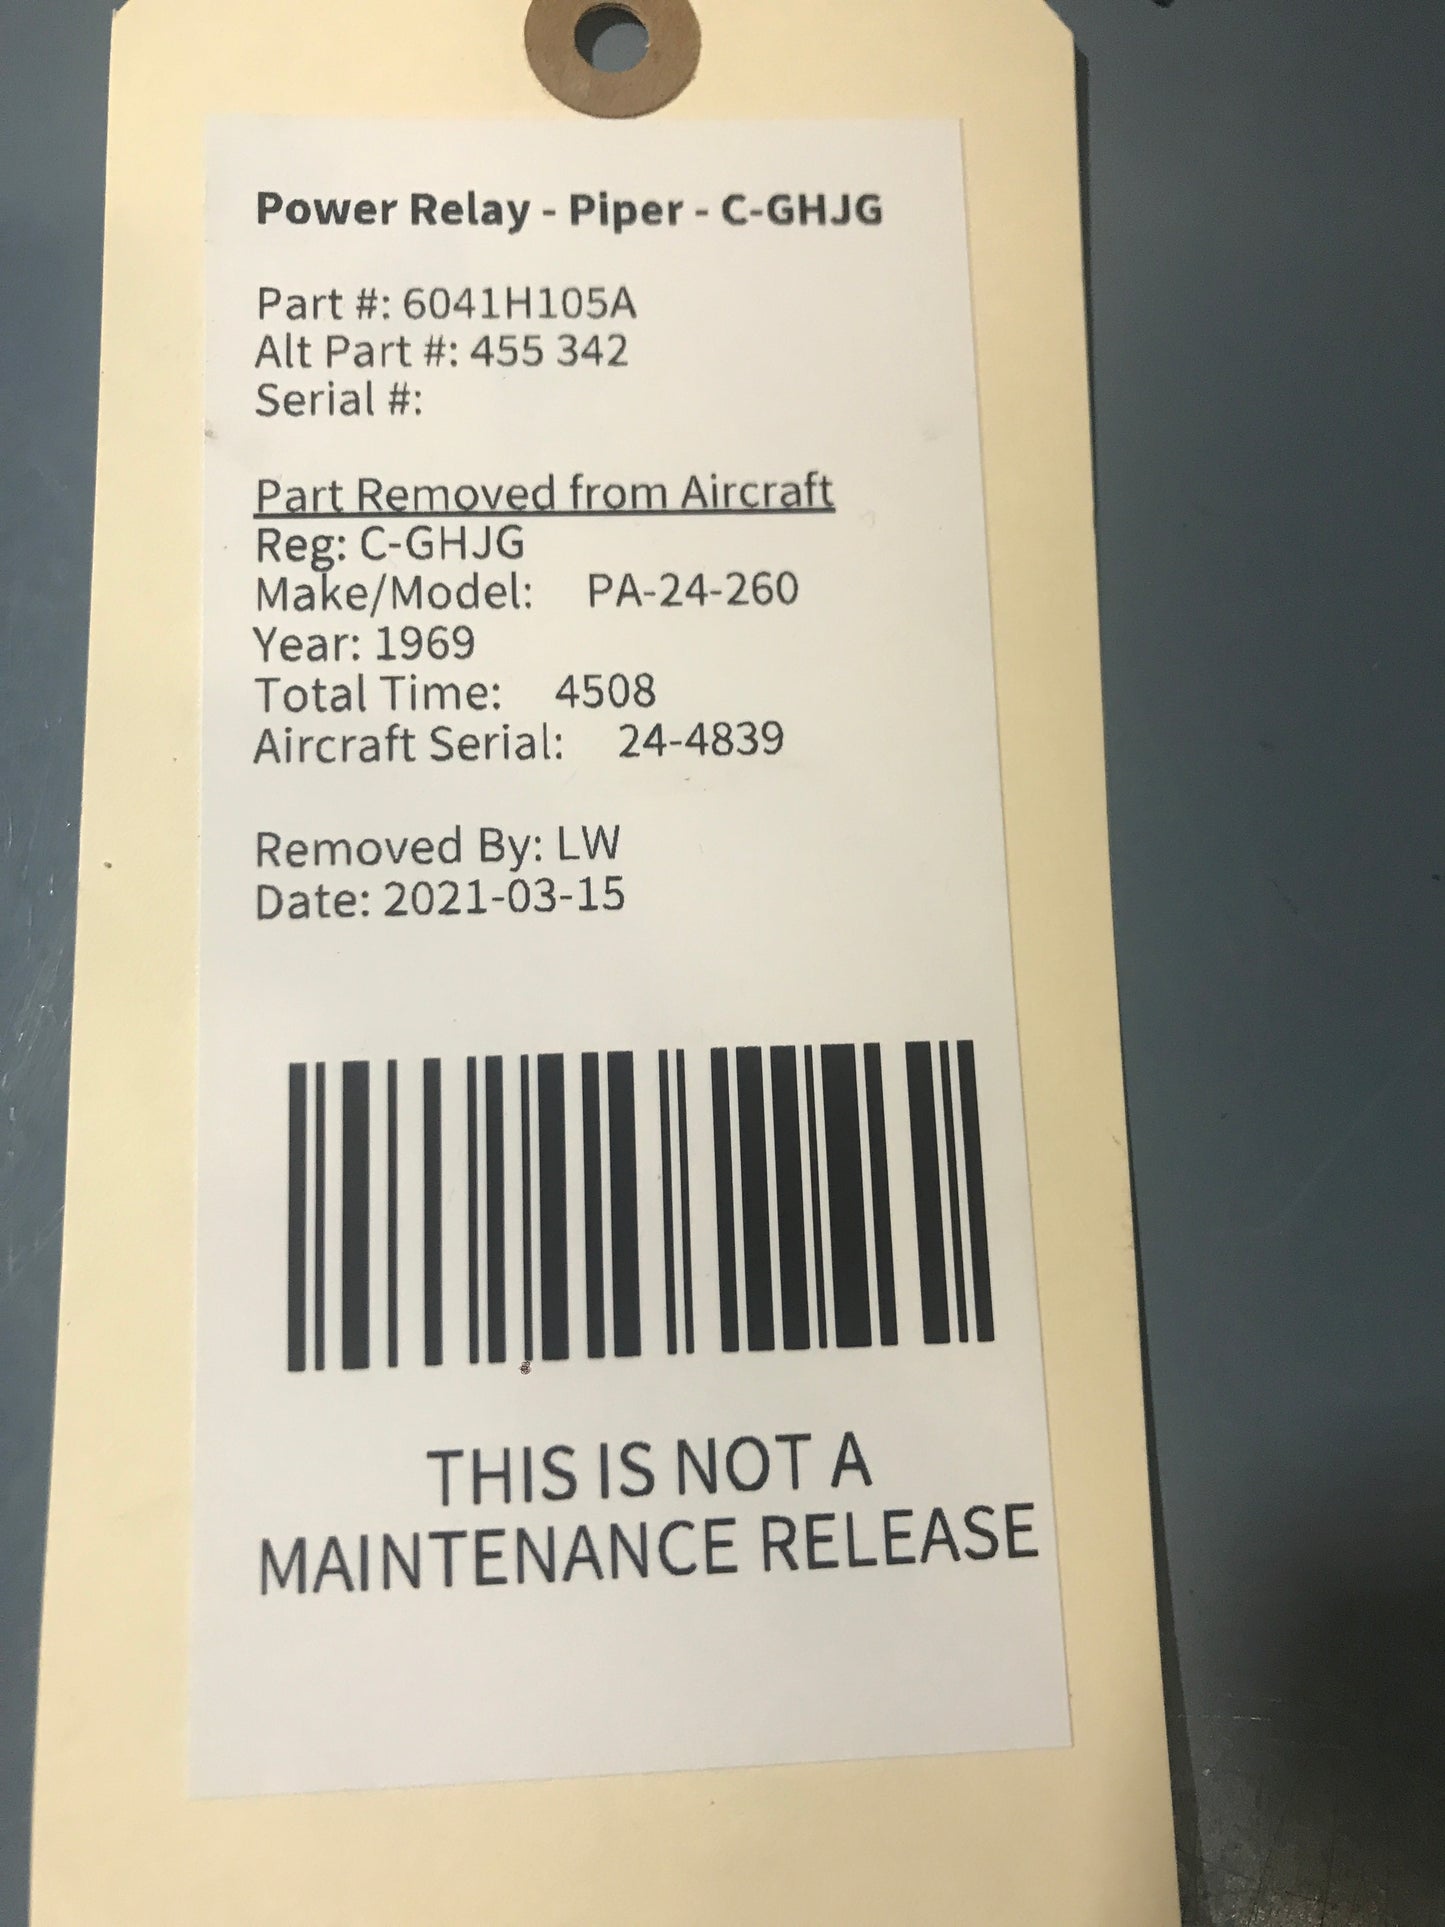 Power Relay - Piper - C-GHJG
Part #: 6041H105A
Alt Part #: 455 342
Serial #:
Part Removed from Aircraft
Reg: C-GHJG
Make/Model: PA-24-260
Year: 1969
Total Time: 4508
Aircraft Serial: 24-4839
Removed By: LW
Date: 2021-03-15
THIS IS NOT A
MAINTENANCE RELEASE